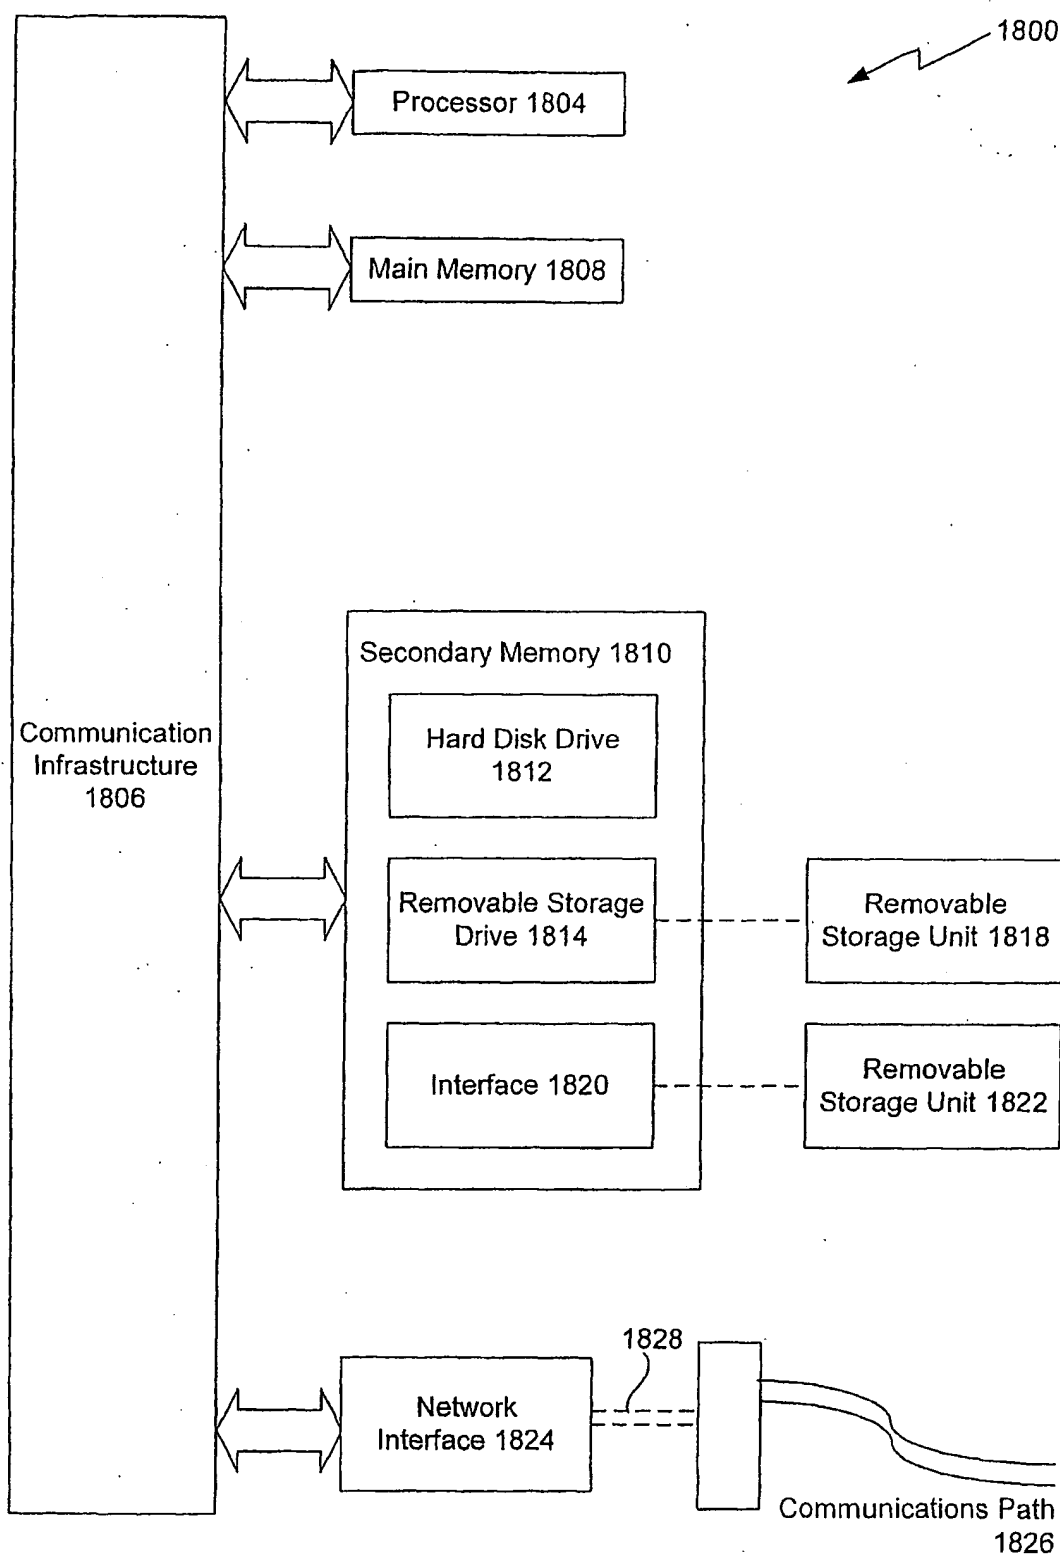 1800
Processor 1804
Main Memory 1808
Secondary Memory 1810
Hard Disk Drive
1812
Communication
Infrastructure
1806
Removable Storage
Drive 1814
Removable
Storage Unit 1818
Interface 1820
Removable
Storage Unit 1822
1828
Network
Interface 1824
Communications Path
1826